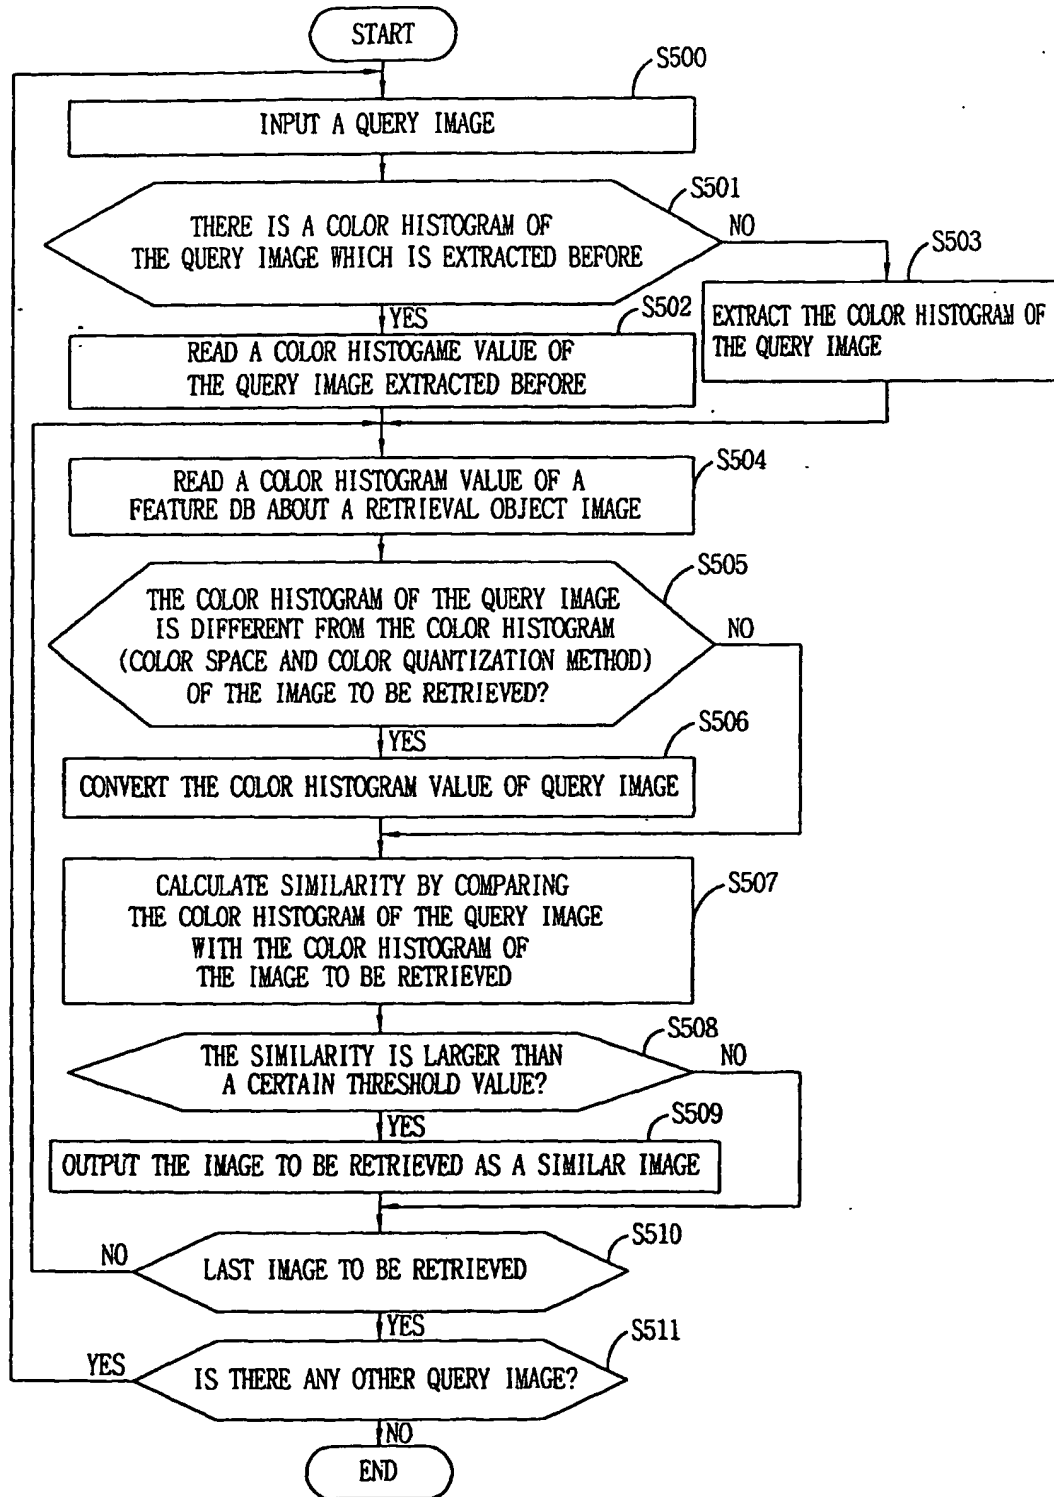 START
S500
INPUT A QUERY IMAGE
S501
THERE IS A COLOR HISTOGRAM OF
THE QUERY IMAGE WHICH IS EXTRACTED BEFORE
NO
S503
EXTRACT THE COLOR HISTOGRAM OF
THE QUERY IMAGE
YES
S502
READ A COLOR HISTOGAME VALUE OF
THE QUERY IMAGE EXTRACTED BEFORE
S504
READ A COLOR HISTOGRAM VALUE OF A
FEATURE DB ABOUT A RETRIEVAL OBJECT IMAGE
S505
THE COLOR HISTOGRAM OF THE QUERY IMAGE
IS DIFFERENT FROM THE COLOR HISTOGRAM
(COLOR SPACE AND COLOR QUANTIZATION METHOD)
OF THE IMAGE TO BE RETRIEVED?
NO
YES
S506
CONVERT THE COLOR HISTOGRAM VALUE OF QUERY IMAGE
S507
CALCULATE SIMILARITY BY COMPARING
THE COLOR HISTOGRAM OF THE QUERY IMAGE
WITH THE COLOR HISTOGRAM OF
THE IMAGE TO BE RETRIEVED
S508
THE SIMILARITY IS LARGER THAN
A CERTAIN THRESHOLD VALUE?
NO
YES
S509
OUTPUT THE IMAGE TO BE RETRIEVED AS A SIMILAR IMAGE
S510
NO
LAST IMAGE TO BE RETRIEVED
YES
S511
YES
IS THERE ANY OTHER QUERY IMAGE?
NO
END